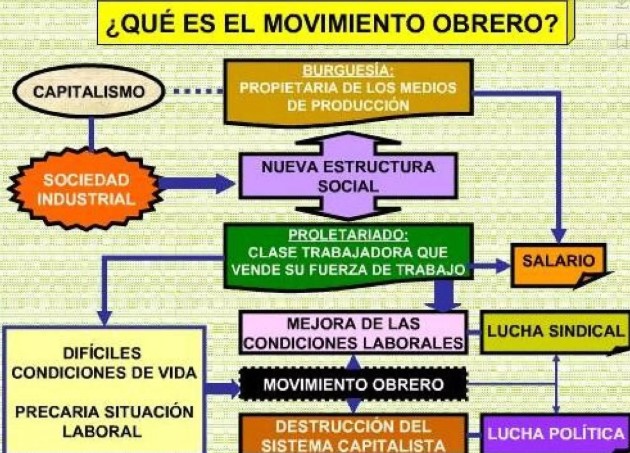 ¿QUÉ ES EL MOVIMIENTO OBRERO?
CAPITALISMO
BURGUESÍA:
PROPIETARIA DE LOS MEDIOS
DE PRODUCCIÓN
SOCIEDAD
INDUSTRIAL
NUEVA ESTRUCTURA
SOCIAL
PROLETARIADO:
CLASE TRABAJADORA QUE
VENDE SU FUERZA DE TRABAJO
SALARIO
MEJORA DE LAS
CONDICIONES LABORALES
LUCHA SINDICAL
DIFÍCILES
CONDICIONES DE VIDA
PRECARIA SITUACIÓN
LABORAL
MOVIMIENTO OBRERO
DESTRUCCIÓN DEL
SISTEMA CAPITALISTA
LUCHA POLÍTICA